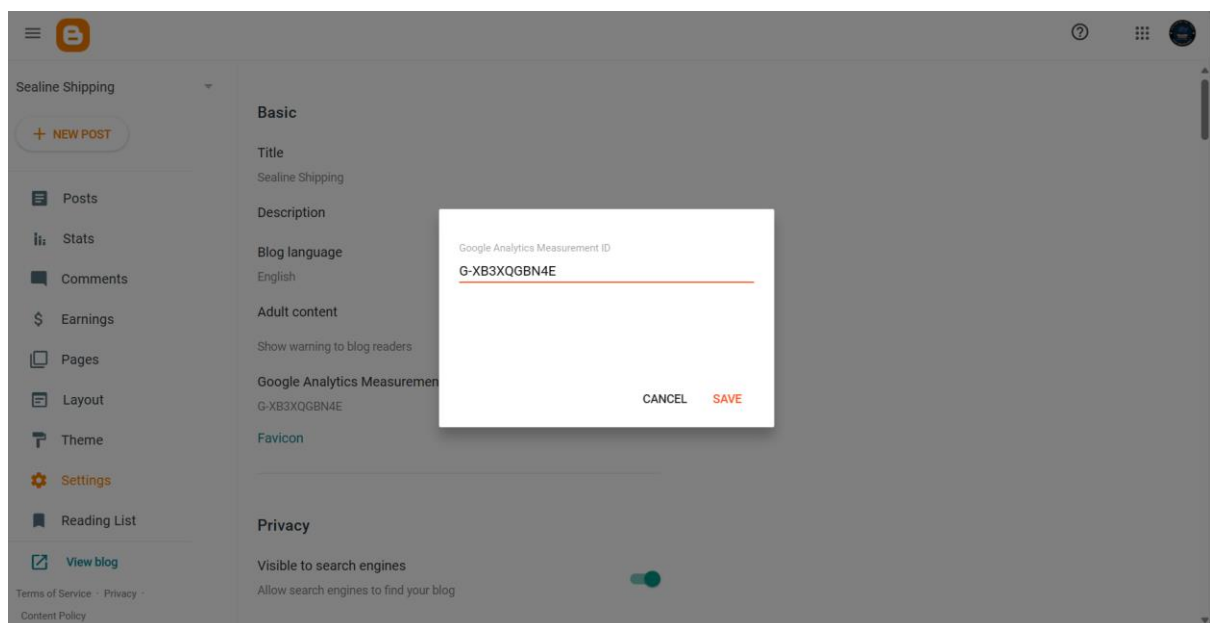 Sealine Shipping
+ NEW POST
Posts
Stats
Comments
Earnings
Pages
Layout
Theme
Settings
Reading List
View blog
Terms of Service · Privacy ·
Content Policy
Basic
Title
Sealine Shipping
Description
Blog language
English
Adult content
Show warning to blog readers
Google Analytics Measuremen
G-XB3XQGBN4E
Favicon
Privacy
Visible to search engines
Allow search engines to find your blog
Google Analytics Measurement ID
G-XB3XQGBN4E
CANCEL SAVE